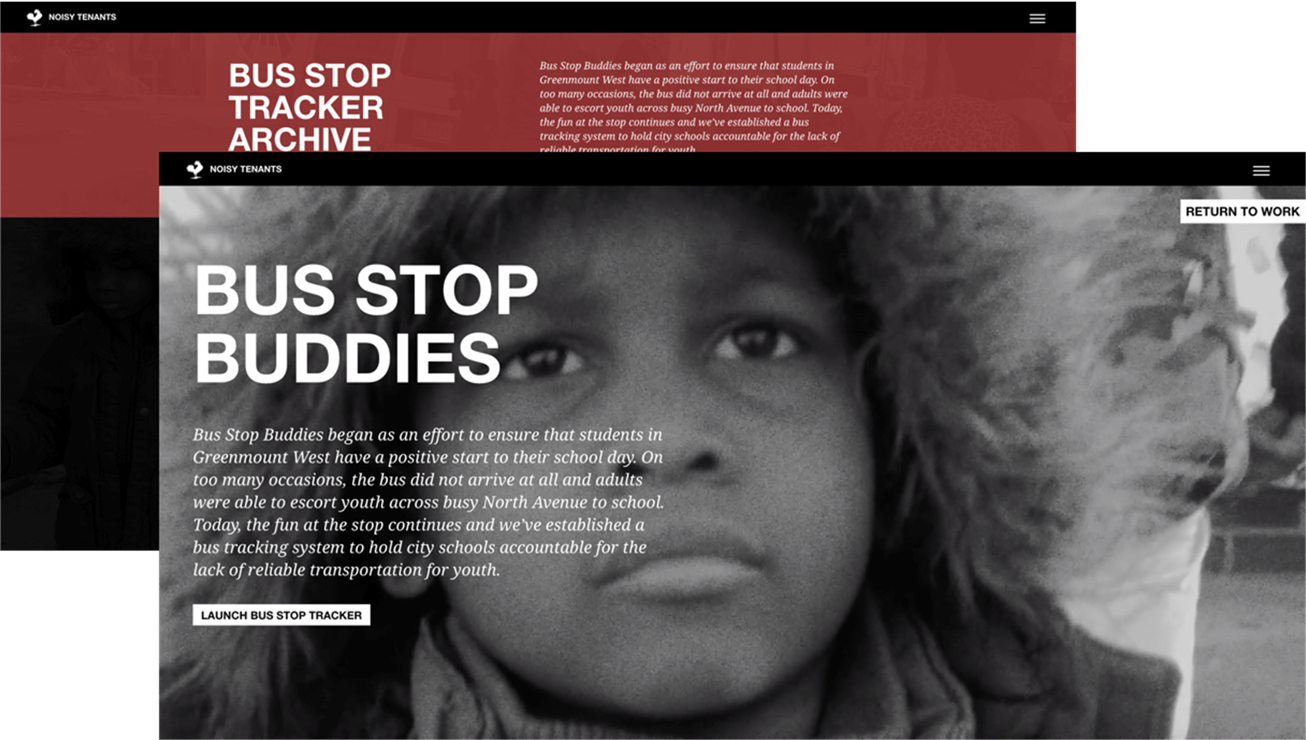 NOISY TENANTS
BUS STOP
TRACKER
ARCHIVE
Bus Stop Buddies began as an effort to ensure that students in
Greenmount West have a positive start to their school day. On
too many occasions, the bus did not arrive at all and adults were
able to escort youth across busy North Avenue to school. Today,
the fun at the stop continues and we've established a bus
tracking system to hold city schools accountable for the lack of
reliable transportation for youth.
NOISY TENANTS
RETURN TO WORK
BUS STOP
BUDDIES
Bus Stop Buddies began as an effort to ensure that students in
Greenmount West have a positive start to their school day. On
too many occasions, the bus did not arrive at all and adults
were able to escort youth across busy North Avenue to school.
Today, the fun at the stop continues and we've established a
bus tracking system to hold city schools accountable for the
lack of reliable transportation for youth.
LAUNCH BUS STOP TRACKER